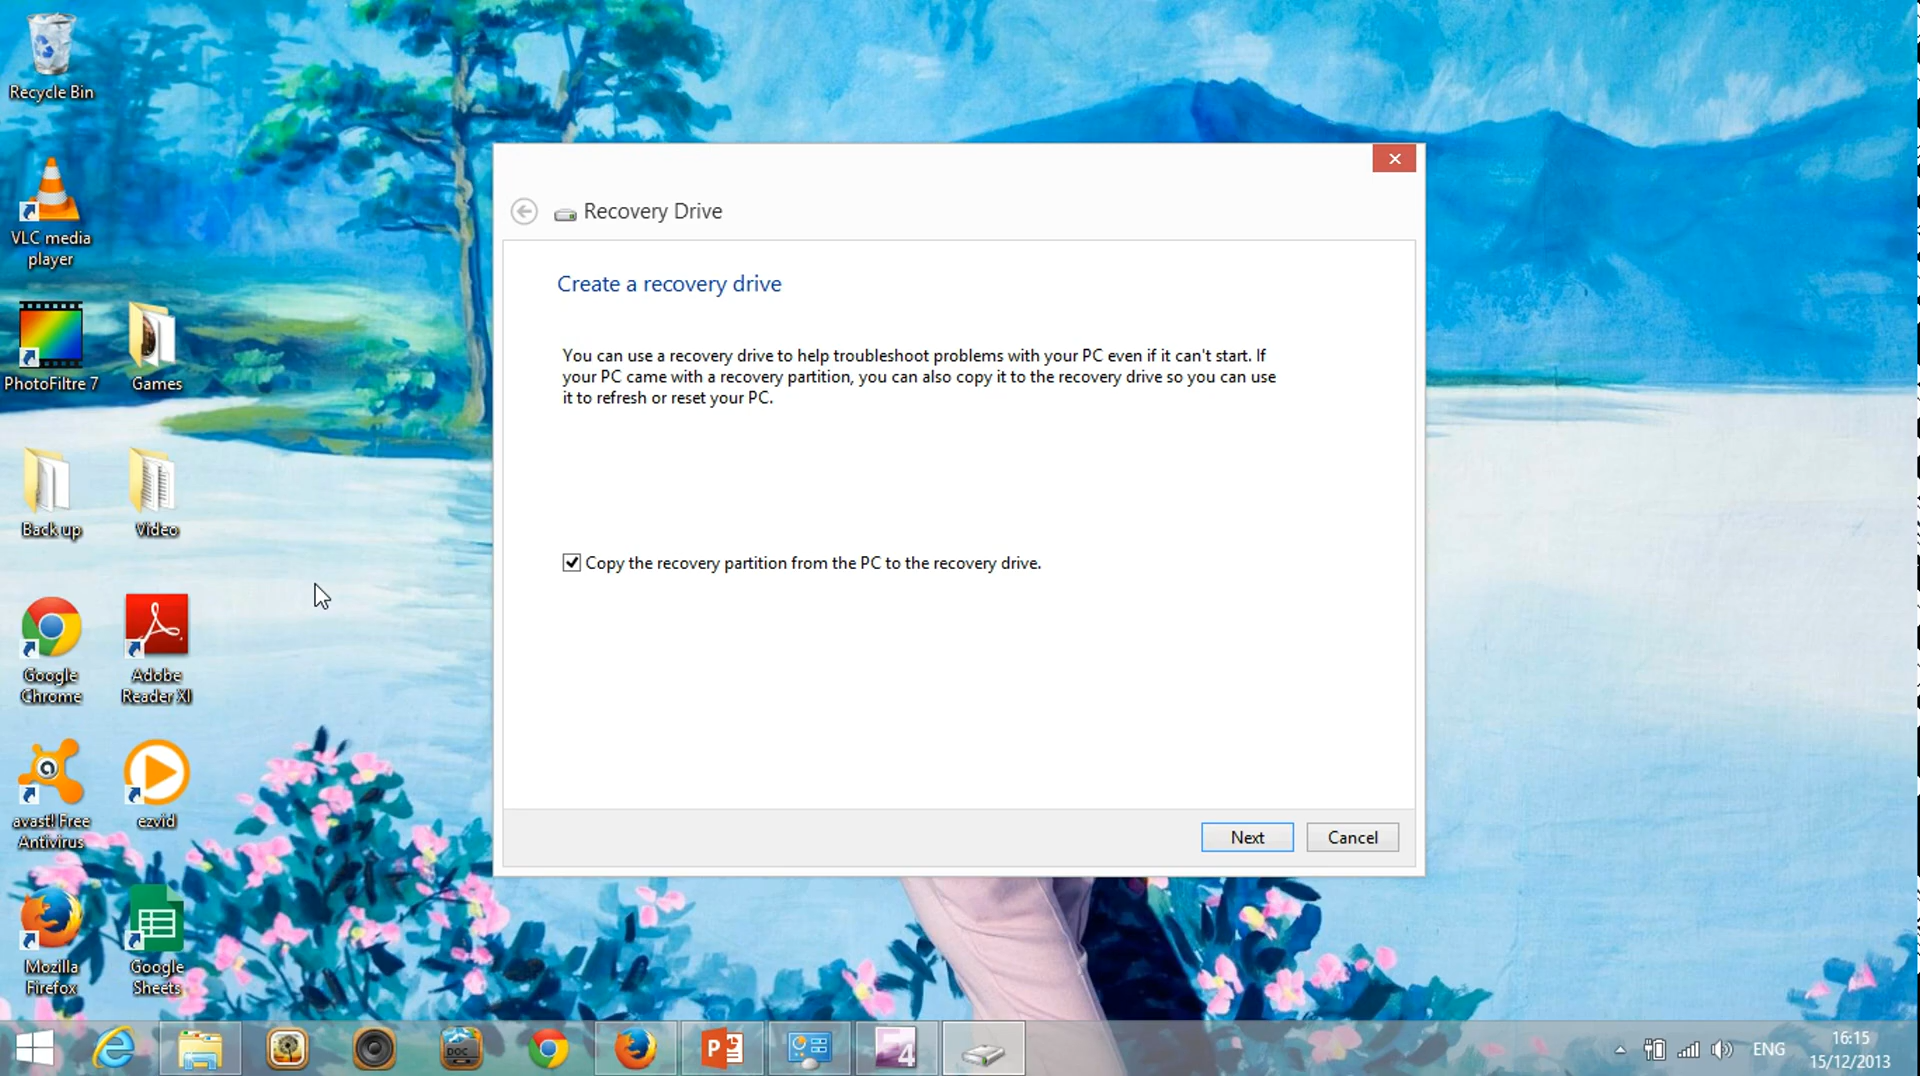 Recycle Bin
VLC media
player
PhotoFiltre 7
Games
Back up
Video
Google
Chrome
Adobe
Reader XI
avast! Free
Antivirus
ezvid
Mozilla
Firefox
Google
Sheets
Recovery Drive
Create a recovery drive
You can use a recovery drive to help troubleshoot problems with your PC even if it can't start. If
your PC came with a recovery partition, you can also copy it to the recovery drive so you can use
it to refresh or reset your PC.
Copy the recovery partition from the PC to the recovery drive.
Next
Cancel
DOC
P
4
ENG
16:15
15/12/2013